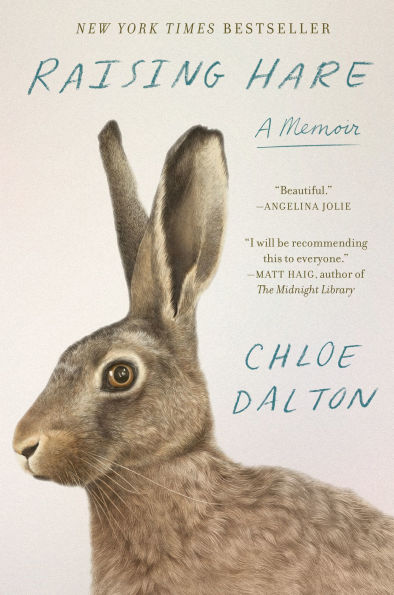 NEW YORK TIMES BESTSELLER
RAISING HARE
A Memoir
“Beautiful.”
—ANGELINA JOLIE
“I will be recommending
this to everyone.”
—MATT HAIG, author of
The Midnight Library
CHLOE
DALTON